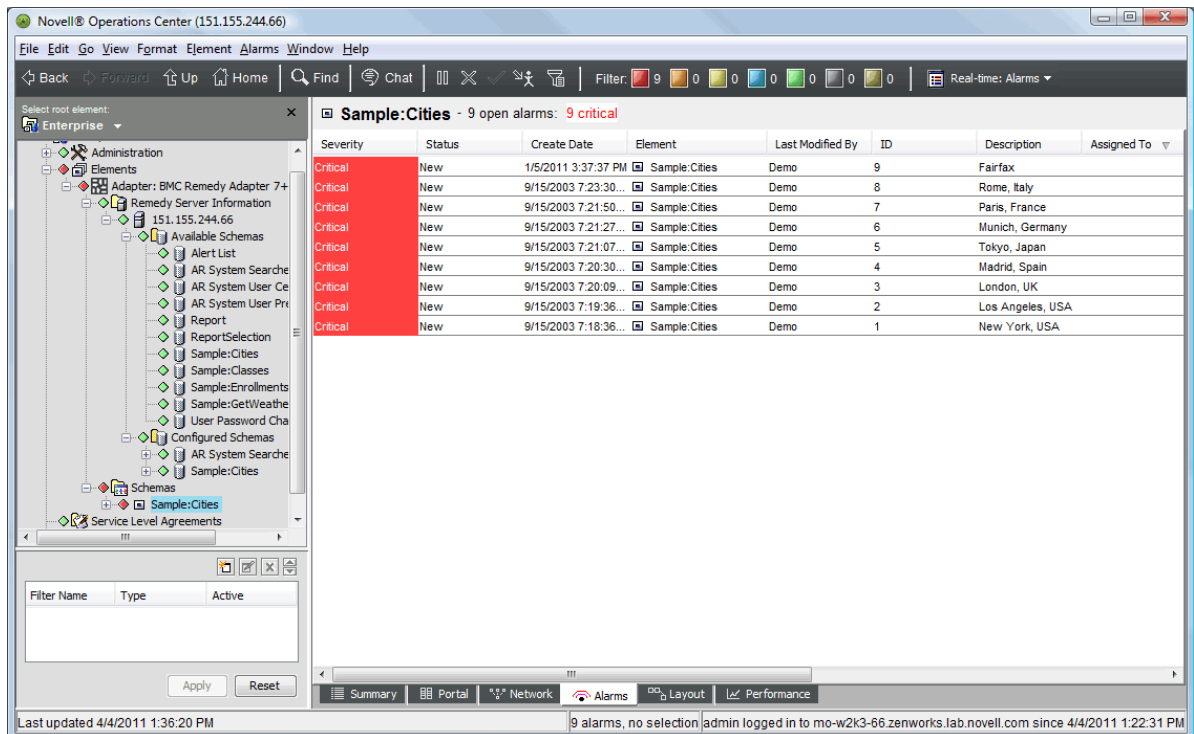 Novell® Operations Center (151.155.244.66)
File Edit Go View Format Element Alarms Window Help
Back Forward Up Home Find Chat Filter: 9 0 0 0 0 0 0 Real-time: Alarms
Select root element:
Enterprise
Administration
Elements
Adapter: BMC Remedy Adapter 7+
Remedy Server Information
151.155.244.66
Available Schemas
Alert List
AR System Searche
AR System User Ce
AR System User Pre
Report
ReportSelection
Sample:Cities
Sample:Classes
Sample:Enrollments
Sample:GetWeathe
User Password Cha
Configured Schemas
AR System Searche
Sample:Cities
Schemas
Sample:Cities
Service Level Agreements
Filter Name Type Active
Apply Reset
Sample:Cities - 9 open alarms: 9 critical
Severity Status Create Date Element Last Modified By ID Description Assigned To
Critical New 1/5/2011 3:37:37 PM Sample:Cities Demo 9 Fairfax
Critical New 9/15/2003 7:23:30... Sample:Cities Demo 8 Rome, Italy
Critical New 9/15/2003 7:21:50... Sample:Cities Demo 7 Paris, France
Critical New 9/15/2003 7:21:27... Sample:Cities Demo 6 Munich, Germany
Critical New 9/15/2003 7:21:07... Sample:Cities Demo 5 Tokyo, Japan
Critical New 9/15/2003 7:20:30... Sample:Cities Demo 4 Madrid, Spain
Critical New 9/15/2003 7:20:09... Sample:Cities Demo 3 London, UK
Critical New 9/15/2003 7:19:36... Sample:Cities Demo 2 Los Angeles, USA
Critical New 9/15/2003 7:18:36... Sample:Cities Demo 1 New York, USA
Summary Portal Network Alarms Layout Performance
Last updated 4/4/2011 1:36:20 PM 9 alarms, no selection admin logged in to mo-w2k3-66.zenworks.lab.novell.com since 4/4/2011 1:22:31 PM